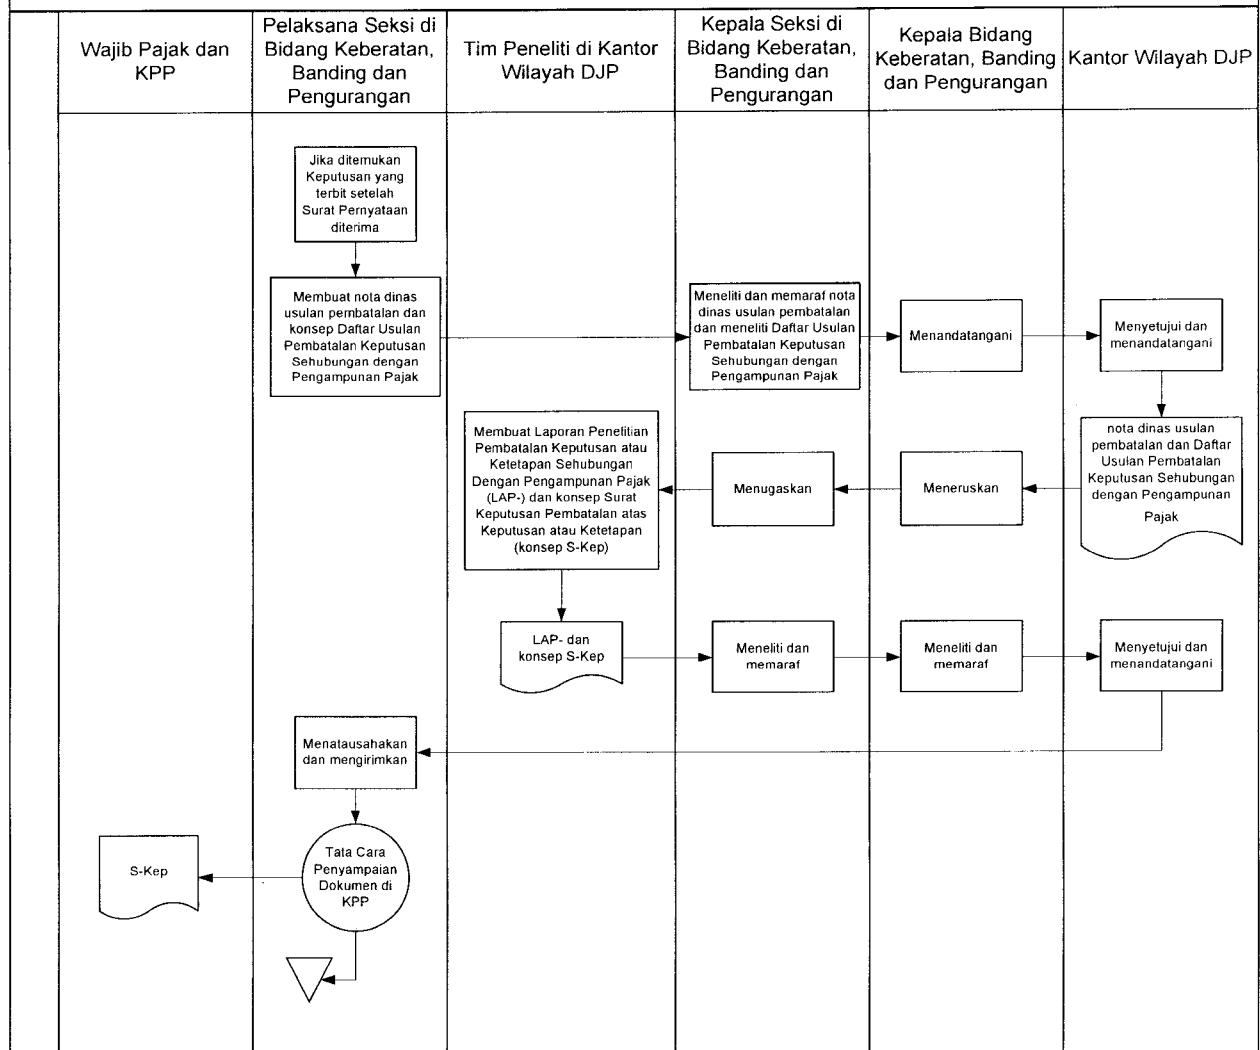 Wajib Pajak dan
KPP
Pelaksana Seksi di
Bidang Keberatan,
Banding dan
Pengurangan
Tim Peneliti di Kantor
Wilayah DJP
Kepala Seksi di
Bidang Keberatan,
Banding dan
Pengurangan
Kepala Bidang
Keberatan, Banding
dan Pengurangan
Kantor Wilayah DJP
Jika ditemukan
Keputusan yang
terbit setelah
Surat Pernyataan
diterima
Membuat nota dinas
usulan pembatalan dan
konsep Daftar Usulan
Pembatalan Keputusan
Sehubungan dengan
Pengampunan Pajak
Meneliti dan memaraf nota
dinas usulan pembatalan
dan meneliti Daftar Usulan
Pembatalan Keputusan
Sehubungan dengan
Pengampunan Pajak
Menandatangani
Menyetujui dan
menandatangani
nota dinas usulan
pembatalan dan Daftar
Usulan Pembatalan
Keputusan Sehubungan
dengan Pengampunan
Pajak
Meneruskan
Menugaskan
Membuat Laporan Penelitian
Pembatalan Keputusan atau
Ketetapan Sehubungan
Dengan Pengampunan Pajak
(LAP-) dan konsep Surat
Keputusan Pembatalan atas
Keputusan atau Ketetapan
(konsep S-Kep)
LAP- dan
konsep S-Kep
Meneliti dan
memaraf
Meneliti dan
memaraf
Menyetujui dan
menandatangani
Menatausahakan
dan mengirimkan
Tata Cara
Penyampaian
Dokumen di
KPP
S-Kep